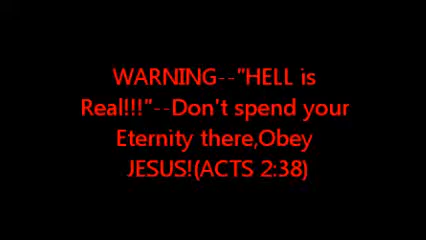 WARNING--"HELL is
Real!!!"--Don't spend your
Eternity there,Obey
JESUS!(ACTS 2:38)